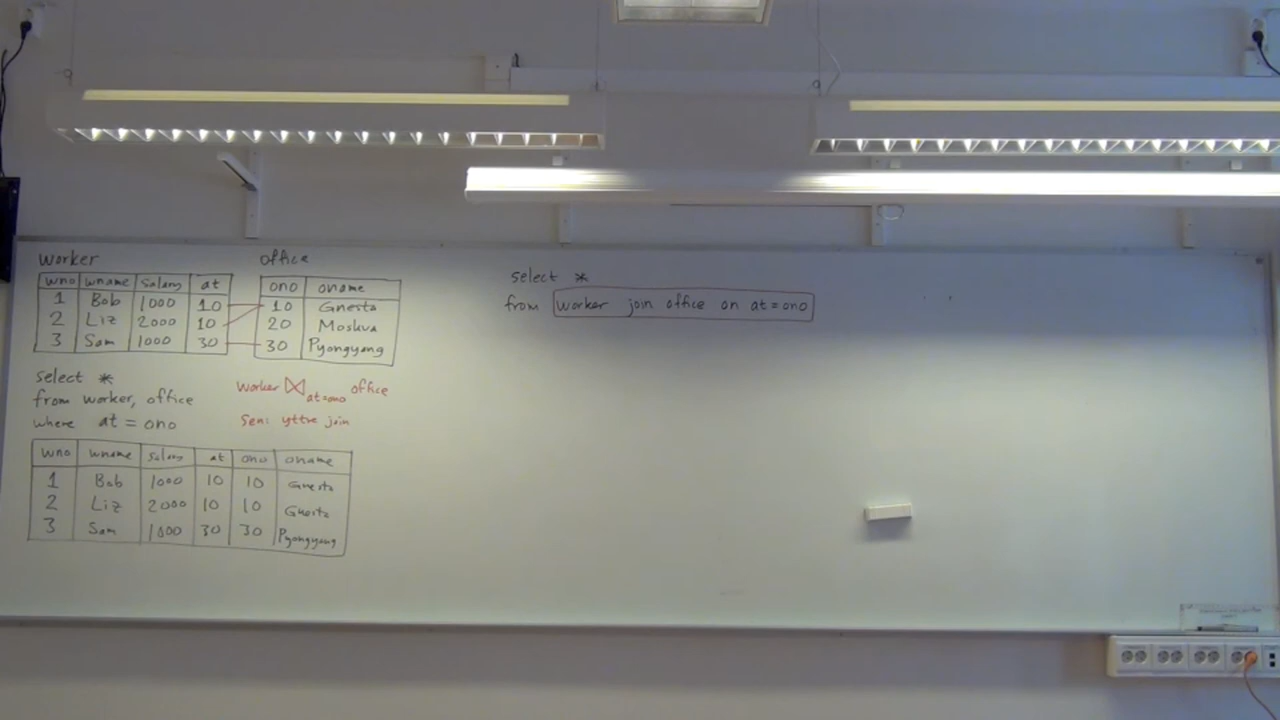 worker
wno wname salary at
1 Bob 1000 10
2 Liz 2000 10
3 Sam 1000 30
office
ono oname
10 Gnesta
20 Moskva
30 Pyongyang
select *
from worker, office
where at = ono
worker ⋈ at=ono office
Sen: yttre join
wno wname salary at ono oname
1 Bob 1000 10 10 Gnesta
2 Liz 2000 10 10 Gnesta
3 Sam 1000 30 30 Pyongyang
select *
from worker join office on at=ono